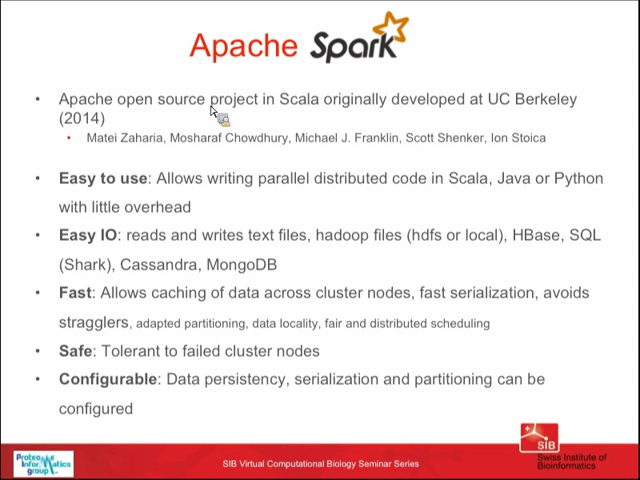 Apache Spark
• Apache open source project in Scala originally developed at UC Berkeley
(2014)
• Matei Zaharia, Mosharaf Chowdhury, Michael J. Franklin, Scott Shenker, Ion Stoica
• Easy to use: Allows writing parallel distributed code in Scala, Java or Python
with little overhead
• Easy IO: reads and writes text files, hadoop files (hdfs or local), HBase, SQL
(Shark), Cassandra, MongoDB
• Fast: Allows caching of data across cluster nodes, fast serialization, avoids
stragglers, adapted partitioning, data locality, fair and distributed scheduling
• Safe: Tolerant to failed cluster nodes
• Configurable: Data persistency, serialization and partitioning can be
configured
Proteome
Informatics
group
SIB Virtual Computational Biology Seminar Series
SIB
Swiss Institute of
Bioinformatics